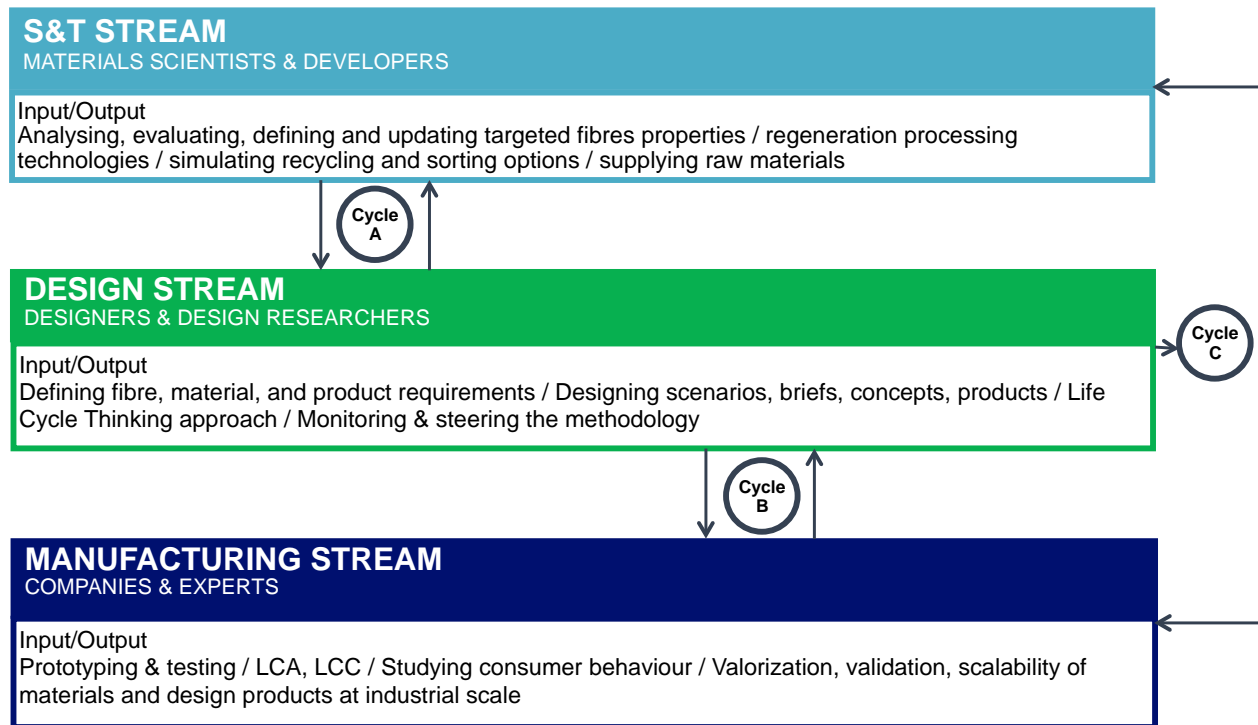 S&T STREAM
MATERIALS SCIENTISTS & DEVELOPERS
Input/Output
Analysing, evaluating, defining and updating targeted fibres properties / regeneration processing
technologies / simulating recycling and sorting options / supplying raw materials
Cycle
A
DESIGN STREAM
DESIGNERS & DESIGN RESEARCHERS
Input/Output
Defining fibre, material, and product requirements / Designing scenarios, briefs, concepts, products / Life
Cycle Thinking approach / Monitoring & steering the methodology
Cycle
C
Cycle
B
MANUFACTURING STREAM
COMPANIES & EXPERTS
Input/Output
Prototyping & testing / LCA, LCC / Studying consumer behaviour / Valorization, validation, scalability of
materials and design products at industrial scale